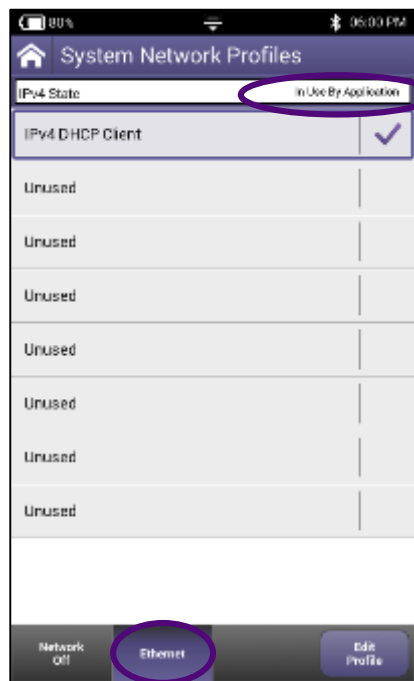 80% 06:00 PM
System Network Profiles
IPv4 State In Use By Application
IPv4 DHCP Client
Unused
Unused
Unused
Unused
Unused
Unused
Unused
Network Off Ethernet Edit Profile